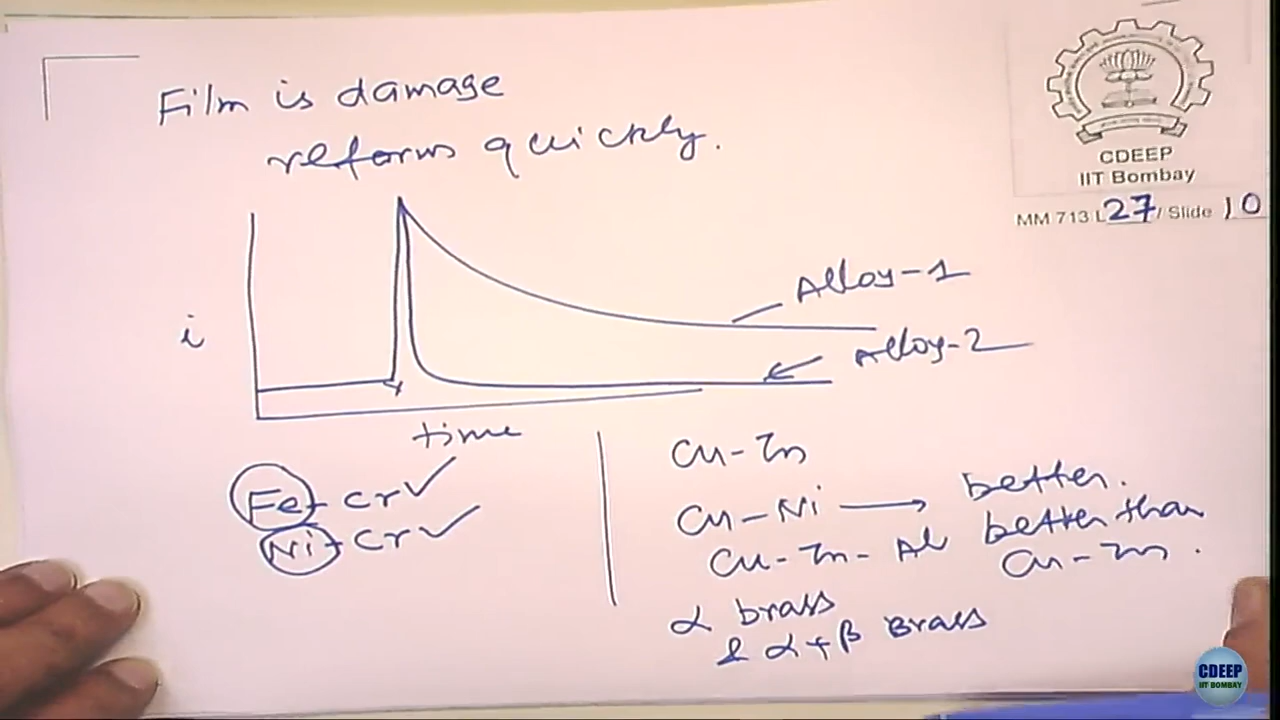 Film is damage
reforms quickly.
CDEEP
IIT Bombay
MM 713 L 27 / Slide 10
i
Alloy-1
Alloy-2
time
Fe-Cr ✓
Ni-Cr ✓
Cu-Zn
Cu-Ni → better.
Cu-Zn-Al better than
Cu-Zn.
α brass
& α+β Brass
CDEEP
IIT BOMBAY